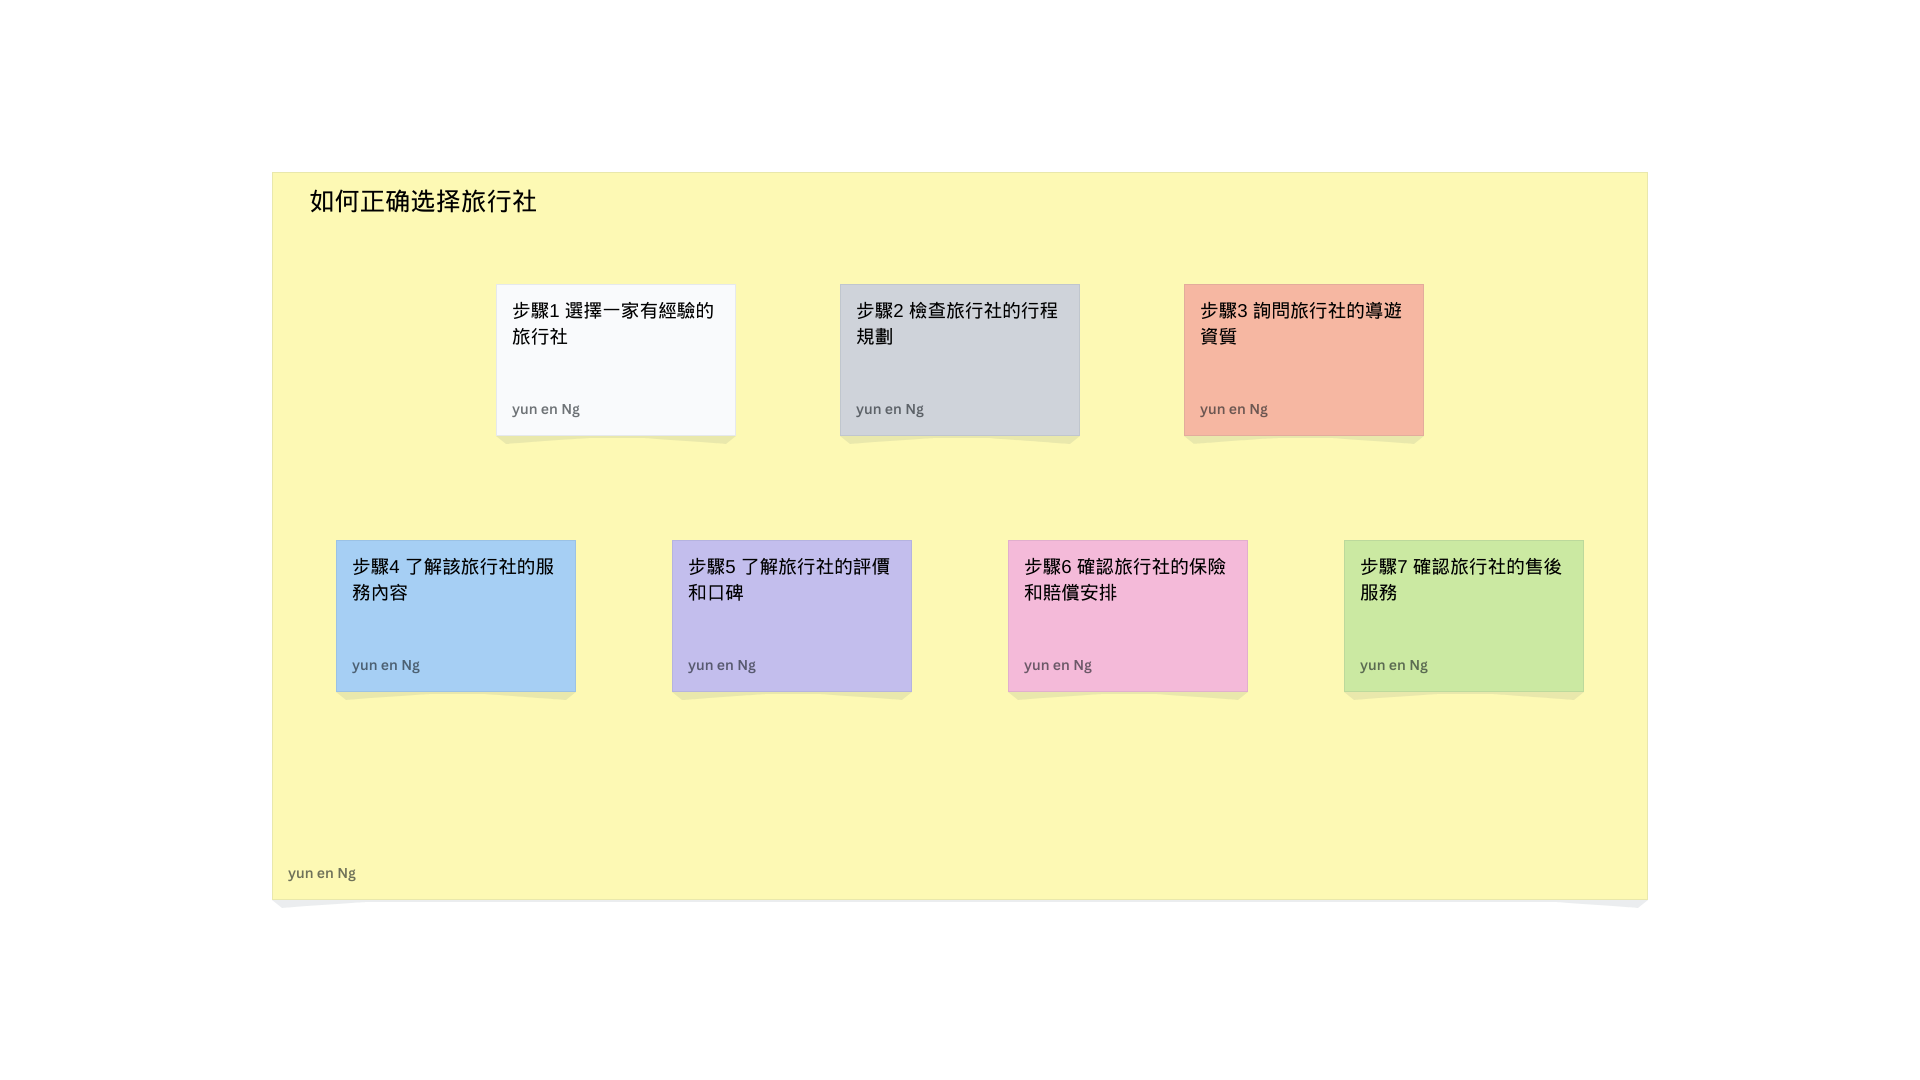 如何正确选择旅行社
步驟1 選擇一家有經驗的
旅行社
yun en Ng
步驟2 檢查旅行社的行程
規劃
yun en Ng
步驟3 詢問旅行社的導遊
資質
yun en Ng
步驟4 了解該旅行社的服
務內容
yun en Ng
步驟5 了解旅行社的評價
和口碑
yun en Ng
步驟6 確認旅行社的保險
和賠償安排
yun en Ng
步驟7 確認旅行社的售後
服務
yun en Ng
yun en Ng